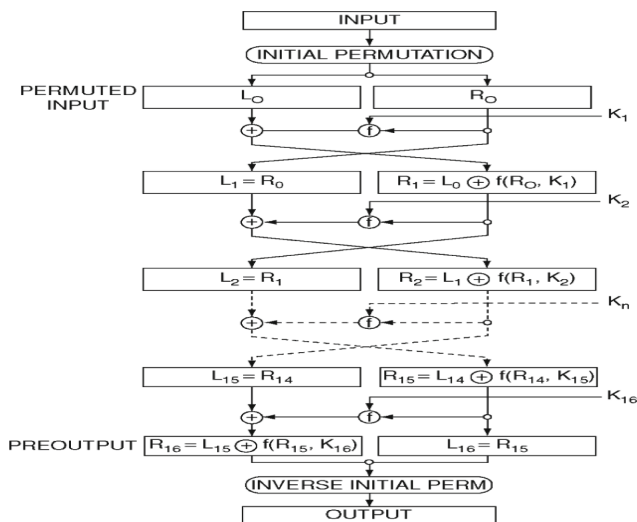 INPUT
INITIAL PERMUTATION
PERMUTED
INPUT
L₀
R₀
K₁
+
f
L₁ = R₀
R₁ = L₀ ⊕ f(R₀, K₁)
K₂
+
f
L₂ = R₁
R₂ = L₁ ⊕ f(R₁, K₂)
Kₙ
+
f
L₁₅ = R₁₄
R₁₅ = L₁₄ ⊕ f(R₁₄, K₁₅)
K₁₆
+
f
PREOUTPUT
R₁₆ = L₁₅ ⊕ f(R₁₅, K₁₆)
L₁₆ = R₁₅
INVERSE INITIAL PERM
OUTPUT